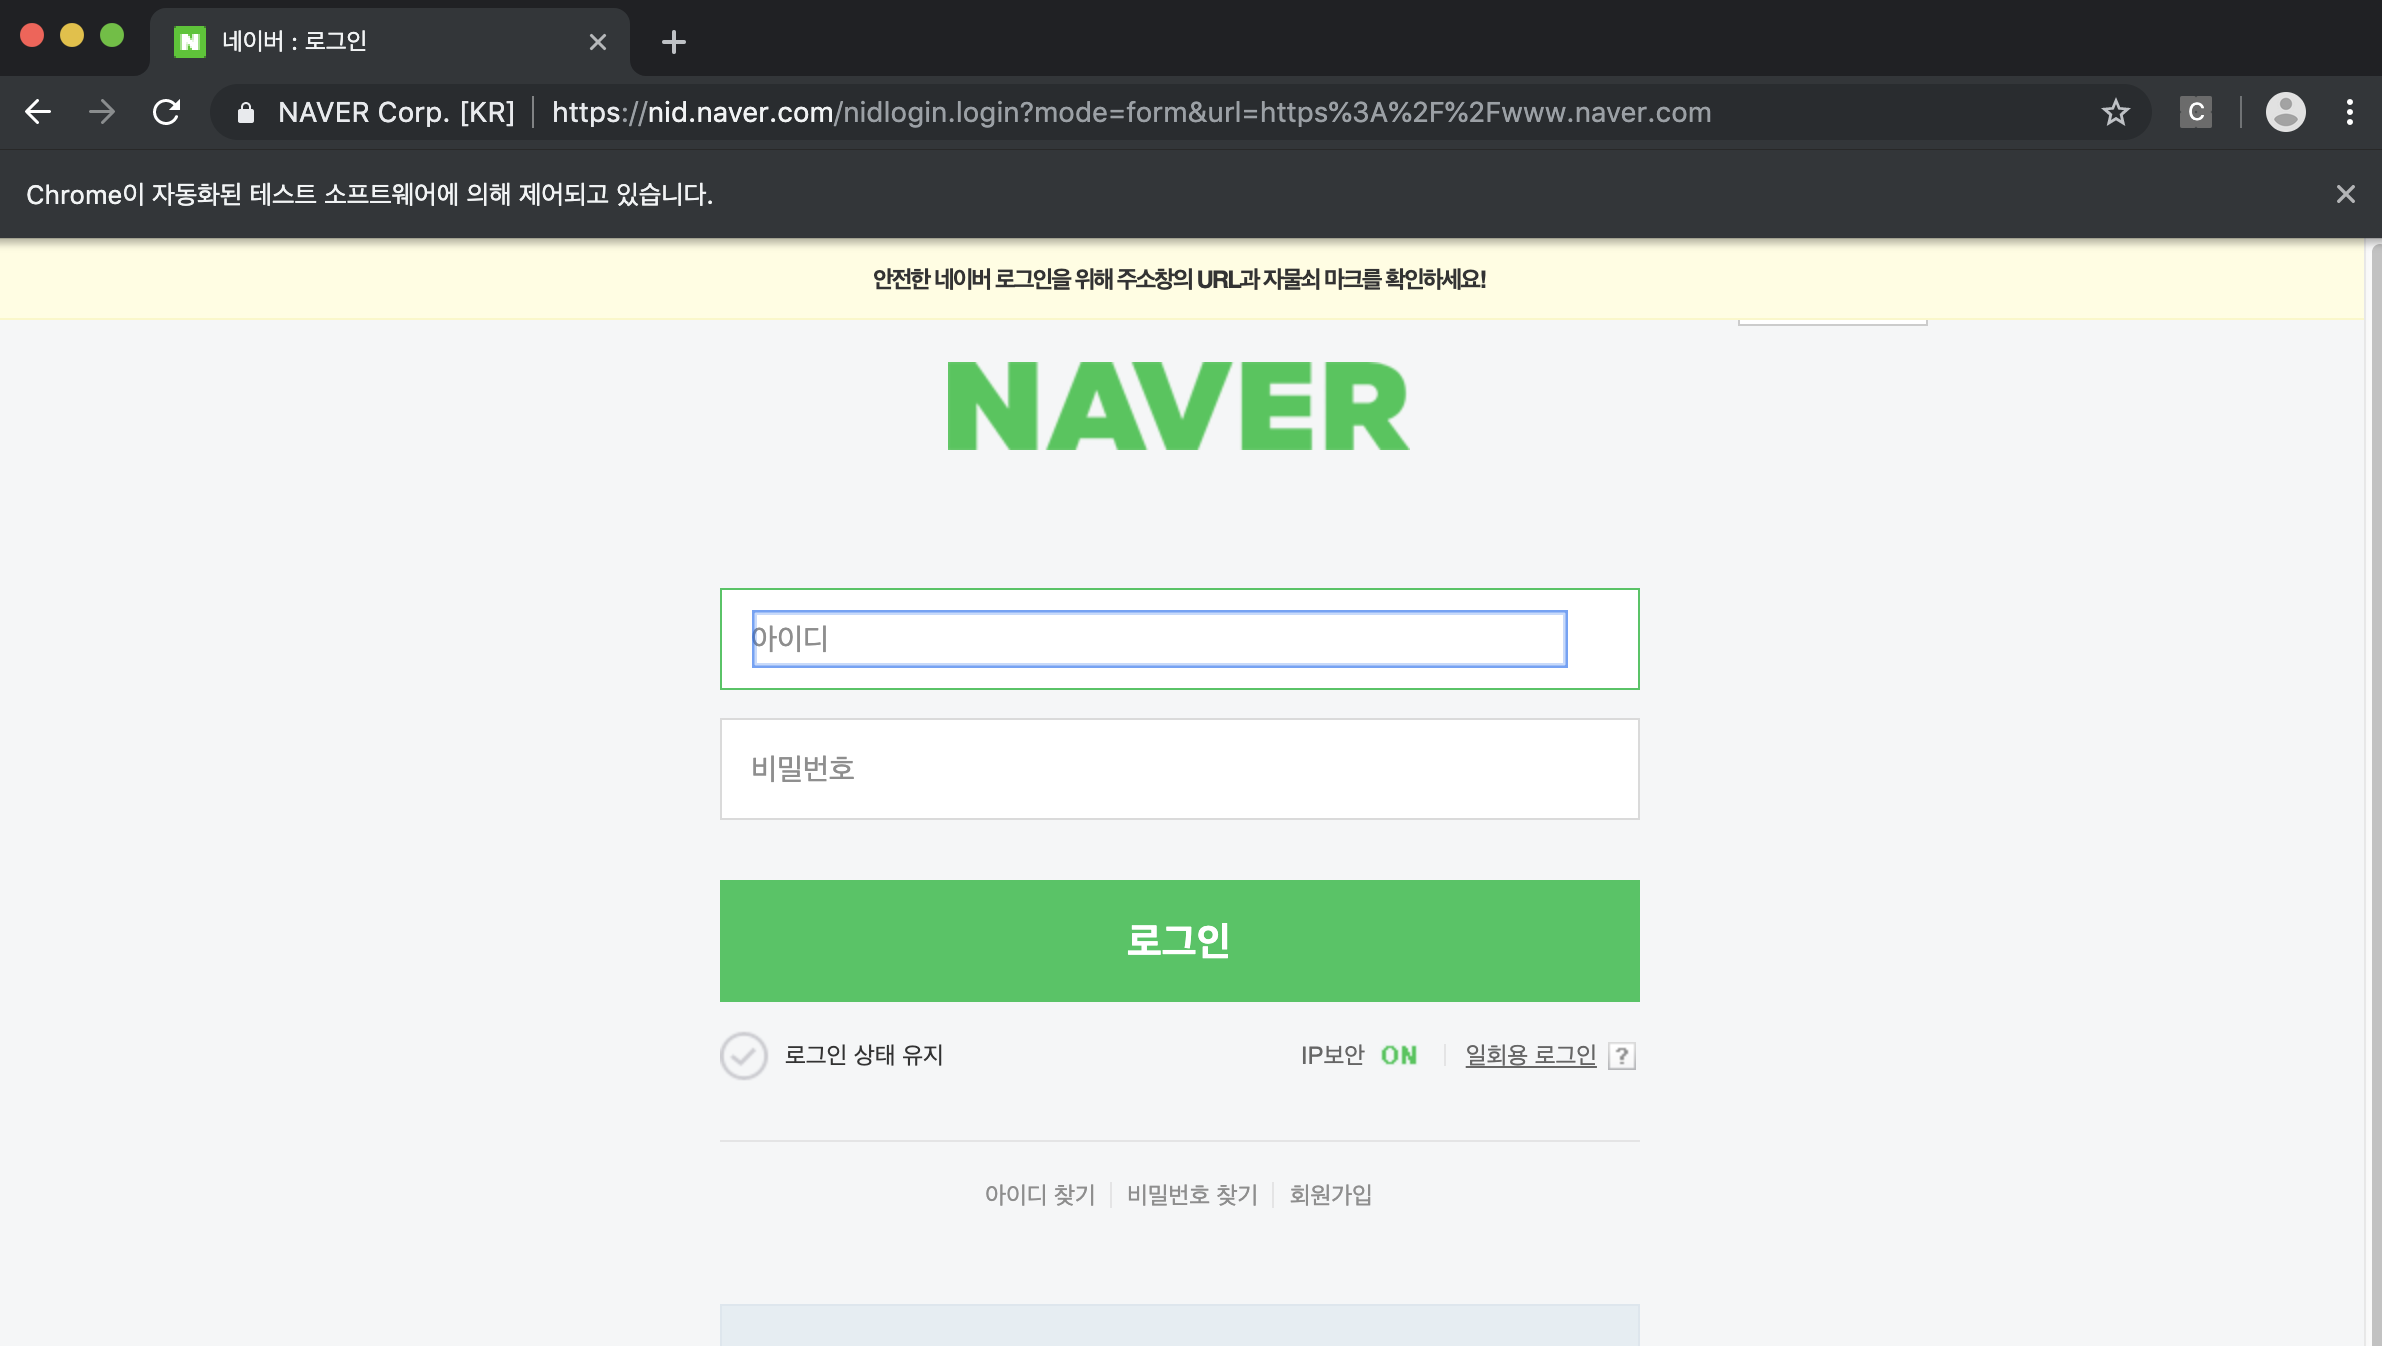 네이버 : 로그인
NAVER Corp. [KR] https://nid.naver.com/nidlogin.login?mode=form&url=https%3A%2F%2Fwww.naver.com
C
Chrome이 자동화된 테스트 소프트웨어에 의해 제어되고 있습니다.
안전한 네이버 로그인을 위해 주소창의 URL과 자물쇠 마크를 확인하세요!
NAVER
아이디
비밀번호
로그인
로그인 상태 유지 IP보안 ON 일회용 로그인 ?
아이디 찾기 비밀번호 찾기 회원가입